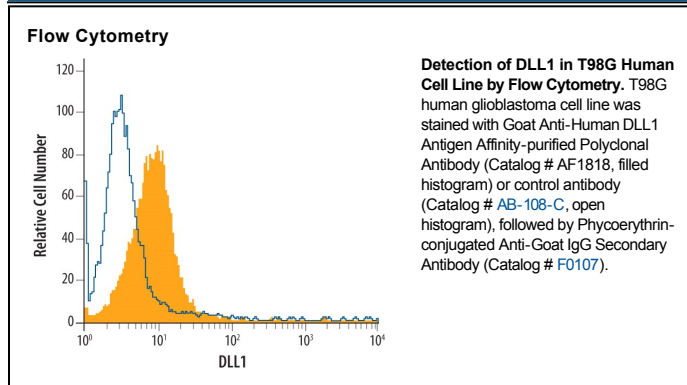 Flow Cytometry
Relative Cell Number
120
100
80
60
40
20
0
10⁰
10¹
10²
10³
10⁴
DLL1
Detection of DLL1 in T98G Human
Cell Line by Flow Cytometry. T98G
human glioblastoma cell line was
stained with Goat Anti-Human DLL1
Antigen Affinity-purified Polyclonal
Antibody (Catalog # AF1818, filled
histogram) or control antibody
(Catalog # AB-108-C, open
histogram), followed by Phycoerythrin-
conjugated Anti-Goat IgG Secondary
Antibody (Catalog # F0107).